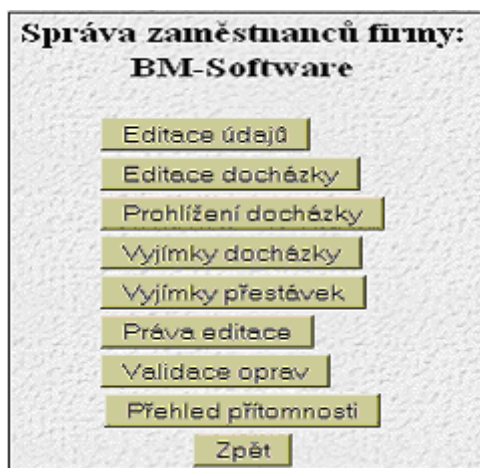 Správa zaměstnanců firmy:
BM-Software
Editace údajů
Editace docházky
Prohlížení docházky
Vyjímky docházky
Vyjímky přestávek
Práva editace
Validace oprav
Přehled přítomnosti
Zpět